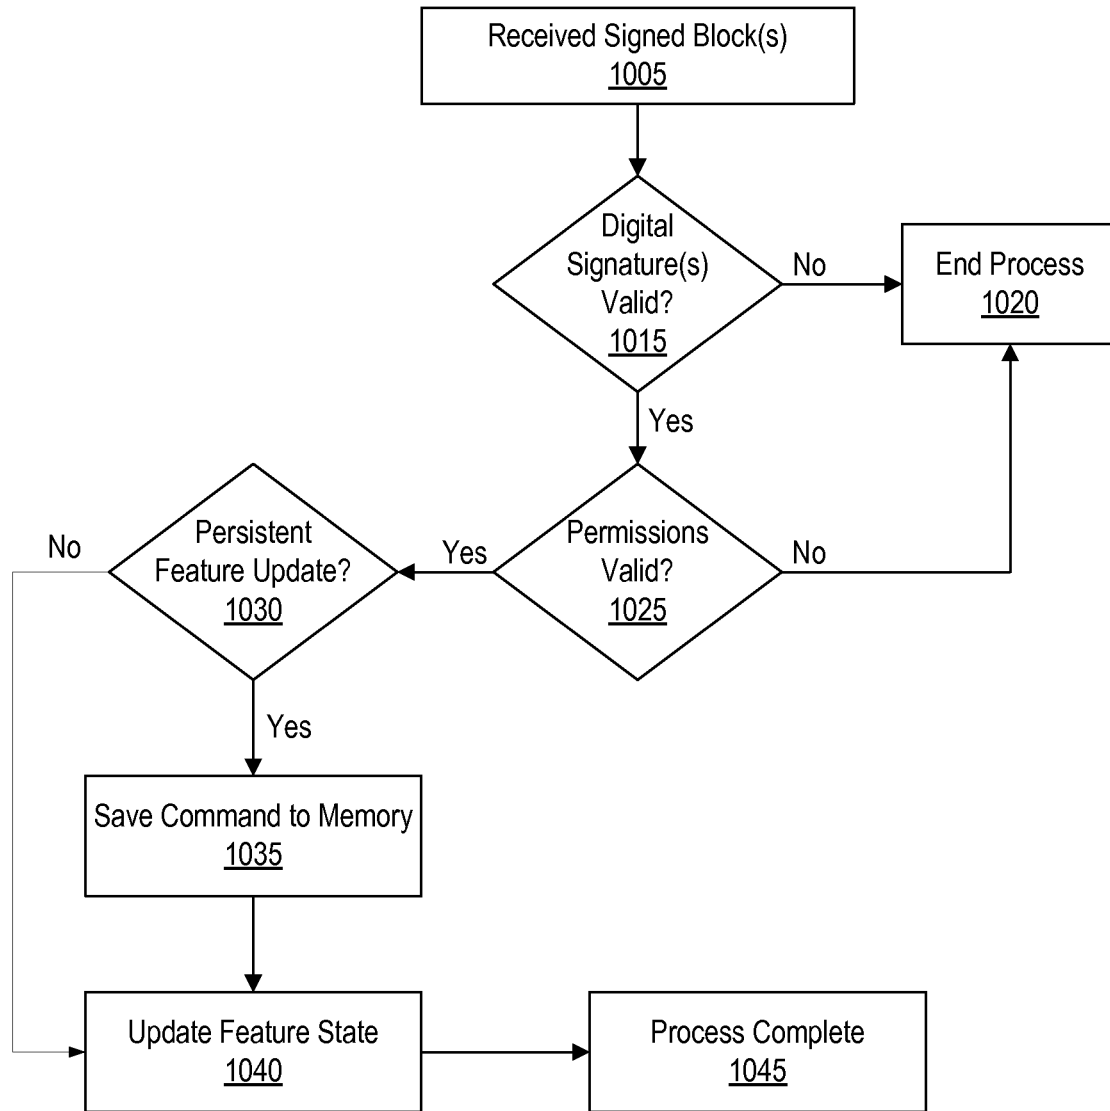 Received Signed Block(s)
1005
Digital
Signature(s)
Valid?
1015
No
End Process
1020
Yes
Persistent
Feature Update?
1030
No
Yes
Permissions
Valid?
1025
No
Yes
Save Command to Memory
1035
Update Feature State
1040
Process Complete
1045